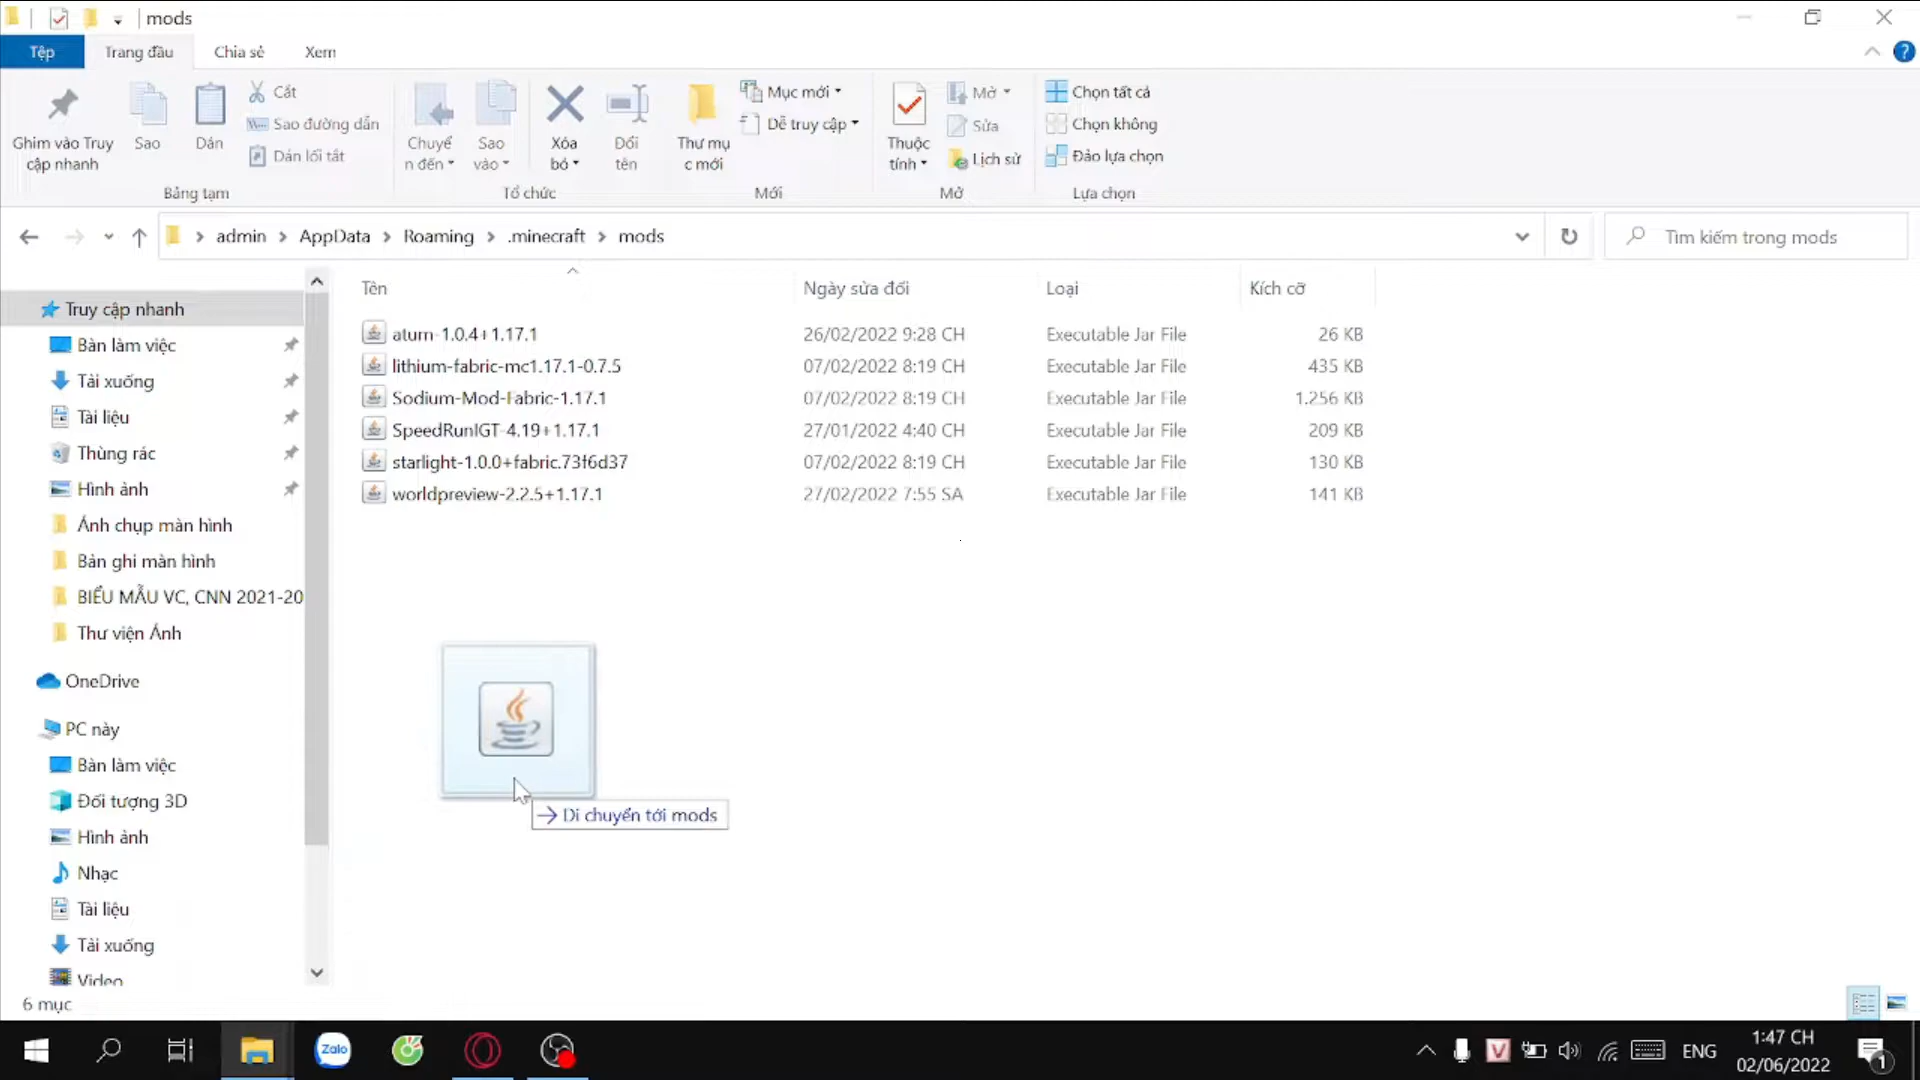 mods
Tệp
Trang đầu
Chia sẻ
Xem
Ghim vào Truy
cập nhanh
Sao
Dán
Cắt
Sao đường dẩn
Dán lối tắt
Bảng tạm
Chuyể
n đến
Sao
vào
Xóa
bỏ
Đổi
tên
Tổ chức
Thư mụ
c mới
Mục mới
Dễ truy cập
Mới
Thuộc
tính
Mở
Sửa
Lịch sử
Mở
Chọn tất cả
Chọn không
Đảo lựa chọn
Lựa chọn
admin
AppData
Roaming
.minecraft
mods
Tìm kiếm trong mods
Truy cập nhanh
Bàn làm việc
Tải xuống
Tài liệu
Thùng rác
Hình ảnh
Ảnh chụp màn hình
Bản ghi màn hình
BIỂU MẪU VC, CNN 2021-20
Thư viện Ảnh
OneDrive
PC này
Bàn làm việc
Đối tượng 3D
Hình ảnh
Nhạc
Tài liệu
Tải xuống
Video
Tên Ngày sửa đổi Loại Kích cỡ
atum-1.0.4+1.17.1 26/02/2022 9:28 CH Executable Jar File 26 KB
lithium-fabric-mc1.17.1-0.7.5 07/02/2022 8:19 CH Executable Jar File 435 KB
Sodium-Mod-Fabric-1.17.1 07/02/2022 8:19 CH Executable Jar File 1.256 KB
SpeedRunIGT-4.19+1.17.1 27/01/2022 4:40 CH Executable Jar File 209 KB
starlight-1.0.0+fabric.73f6d37 07/02/2022 8:19 CH Executable Jar File 130 KB
worldpreview-2.2.5+1.17.1 27/02/2022 7:55 SA Executable Jar File 141 KB
Di chuyển tới mods
6 mục
Zalo
V
ENG
1:47 CH
02/06/2022
1